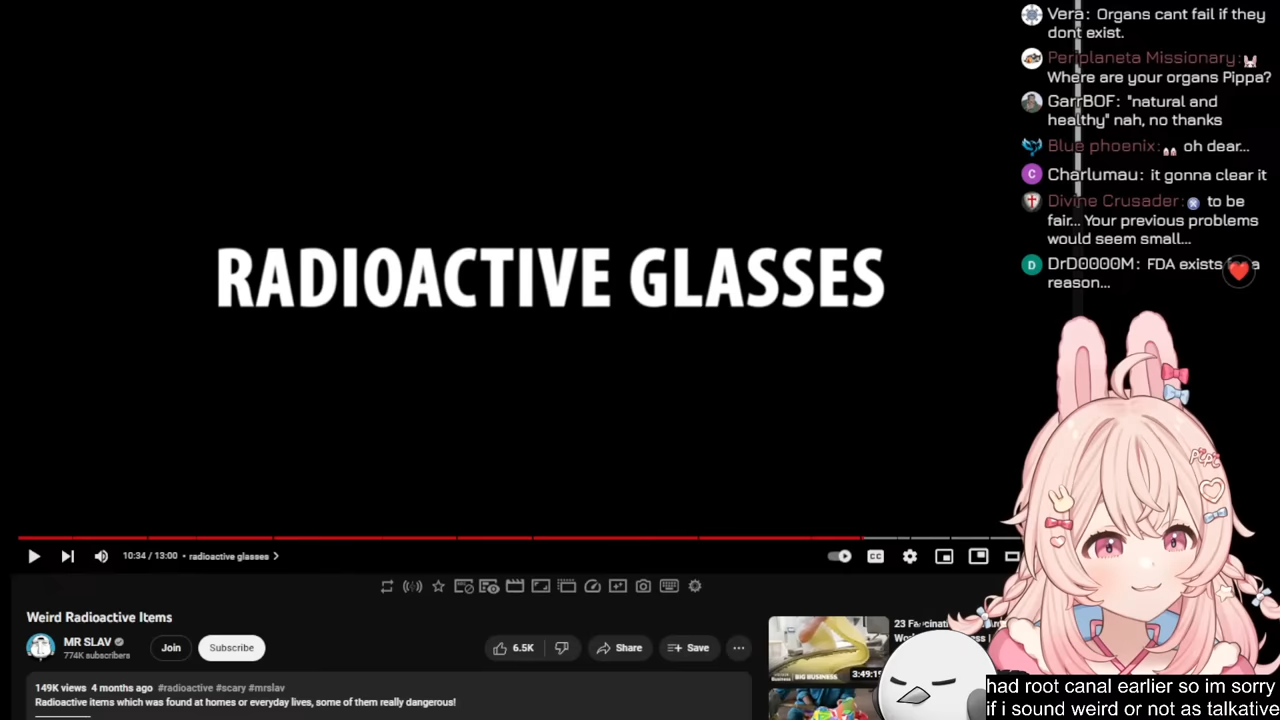 Vera: Organs cant fail if they
dont exist.
Periplaneta Missionary:
Where are your organs Pippa?
GarrBOF: "natural and
healthy" nah, no thanks
Blue phoenix: oh dear...
C
Charlumau: it gonna clear it
Divine Crusader: to be
fair... Your previous problems
would seem small...
D
DrD0000M: FDA exists a
reason...
RADIOACTIVE GLASSES
10:34 / 13:00 • radioactive glasses
CC
Weird Radioactive Items
MR SLAV
774K subscribers
Join
Subscribe
6.5K
Share
Save
149K views 4 months ago #radioactive #scary #mrslav
Radioactive items which was found at homes or everyday lives, some of them really dangerous!
23
BIG BUSINESS
3:49:19
pipi
had root canal earlier so im sorry
if i sound weird or not as talkative